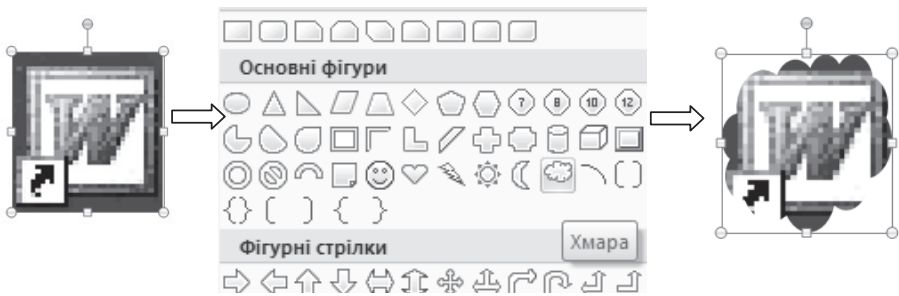 W
Основні фігури
7 8 10 12
Фігурні стрілки
Хмара
W